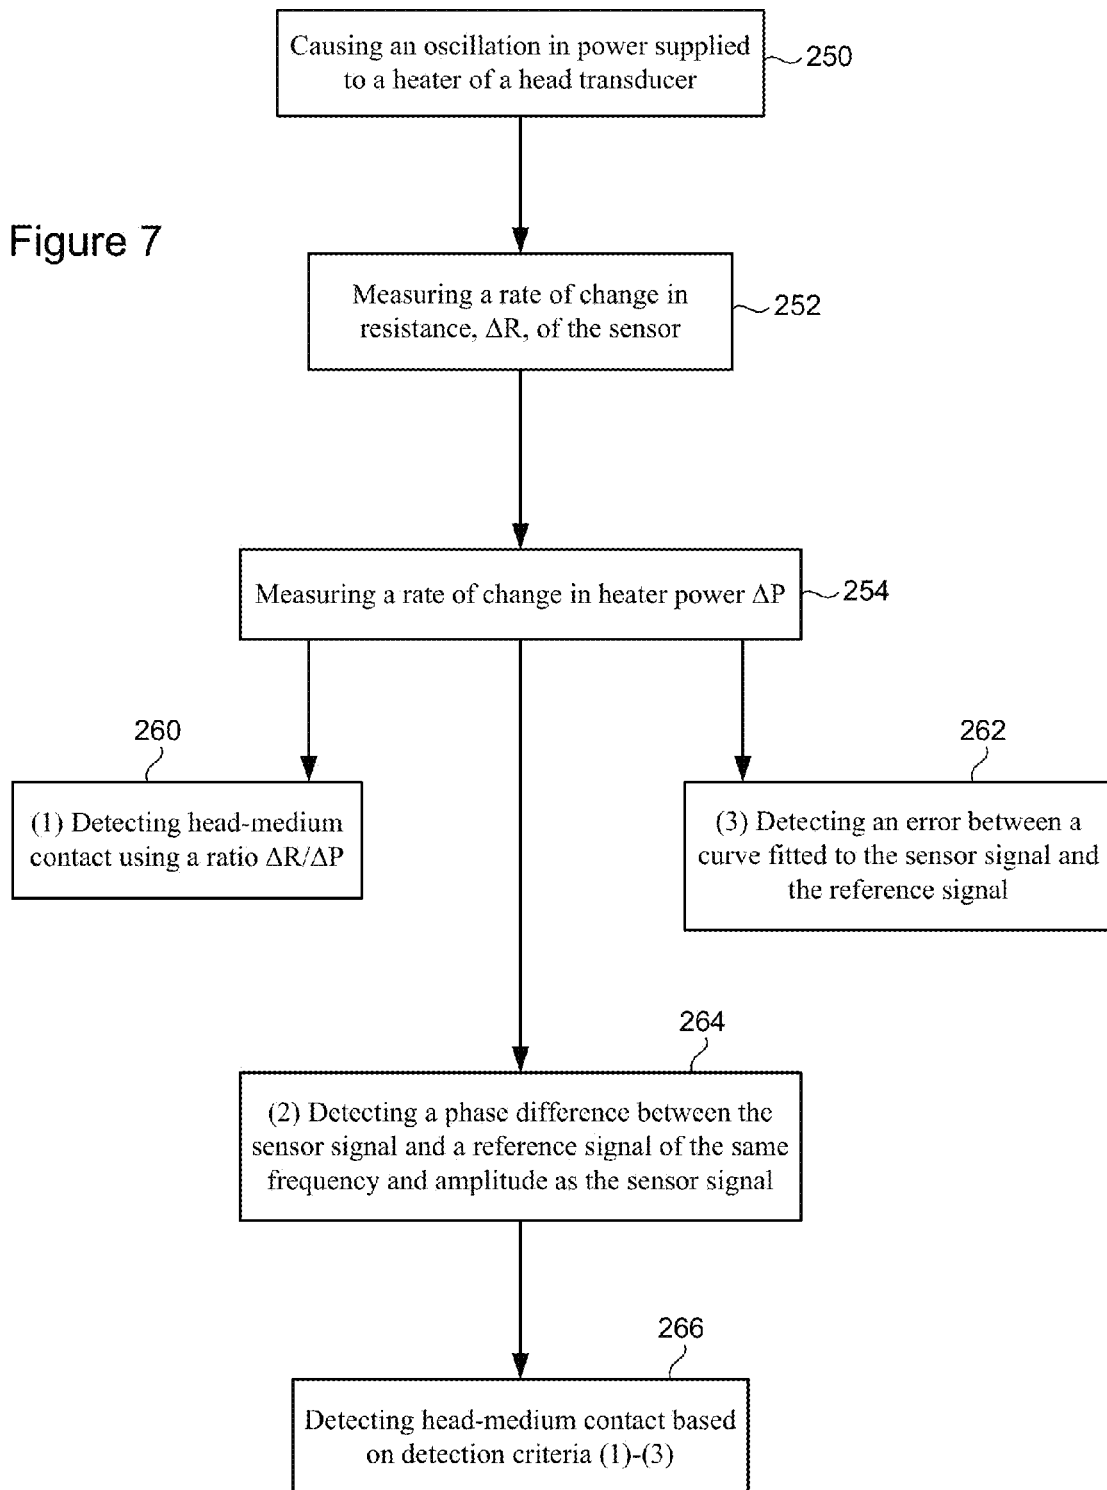 Causing an oscillation in power supplied
to a heater of a head transducer
250
Figure 7
Measuring a rate of change in
resistance, ΔR, of the sensor
252
Measuring a rate of change in heater power ΔP
254
260
(1) Detecting head-medium
contact using a ratio ΔR/ΔP
262
(3) Detecting an error between a
curve fitted to the sensor signal and
the reference signal
264
(2) Detecting a phase difference between the
sensor signal and a reference signal of the same
frequency and amplitude as the sensor signal
266
Detecting head-medium contact based
on detection criteria (1)-(3)